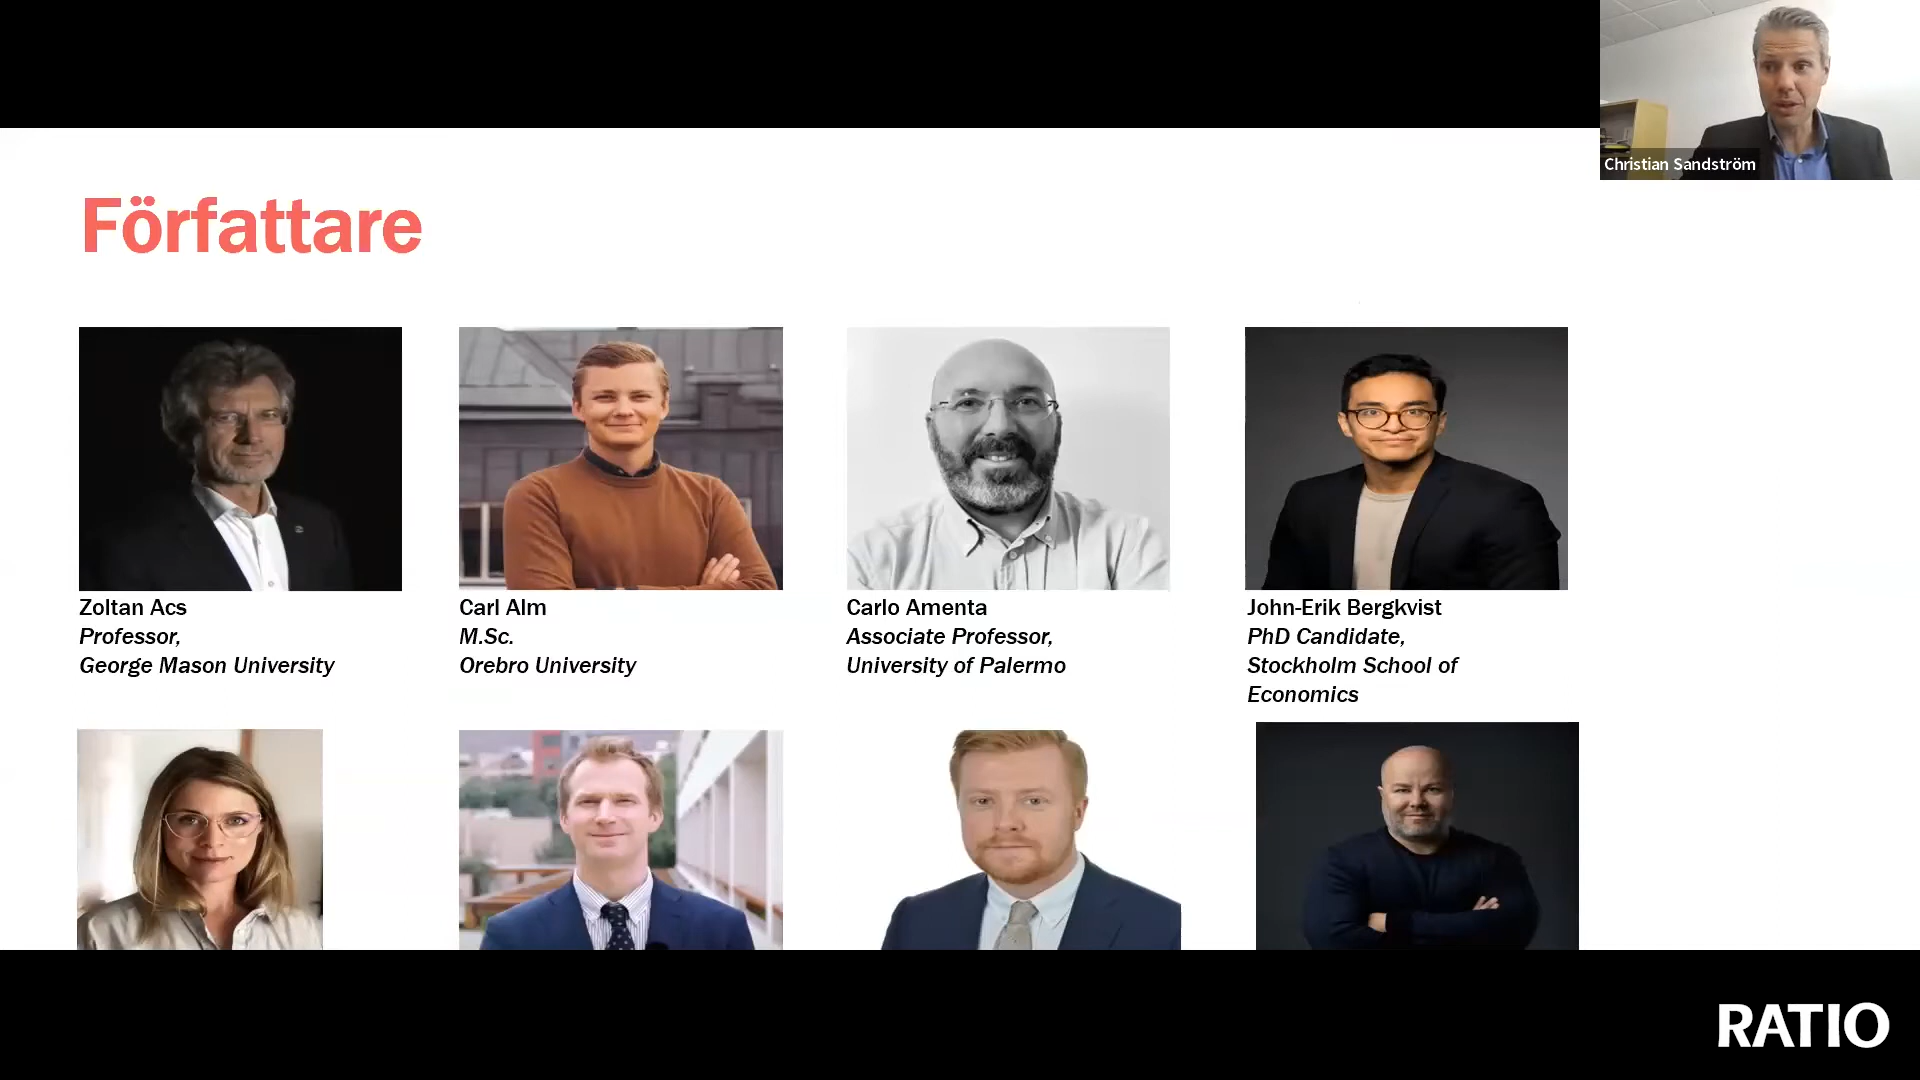 Christian Sandström
Författare
Zoltan Acs
Professor,
George Mason University
Carl Alm
M.Sc.
Orebro University
Carlo Amenta
Associate Professor,
University of Palermo
John-Erik Bergkvist
PhD Candidate,
Stockholm School of
Economics
RATIO